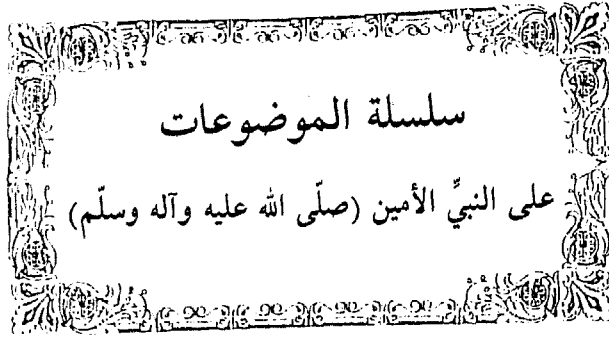 سلسلة الموضوعات
على النبيِّ الأمين (صلّى الله عليه وآله وسلّم)